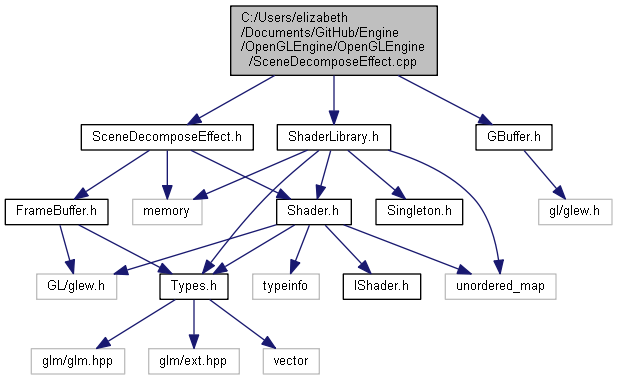 C:/Users/elizabeth
/Documents/GitHub/Engine
/OpenGLEngine/OpenGLEngine
/SceneDecomposeEffect.cpp
SceneDecomposeEffect.h
ShaderLibrary.h
GBuffer.h
FrameBuffer.h
memory
Shader.h
Singleton.h
gl/glew.h
GL/glew.h
Types.h
typeinfo
IShader.h
unordered_map
glm/glm.hpp
glm/ext.hpp
vector